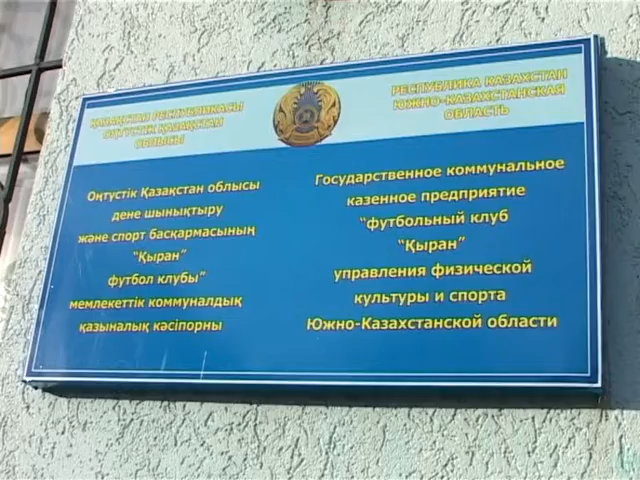 ҚАЗАҚСТАН РЕСПУБЛИКАСЫ
ОҢТҮСТІК ҚАЗАҚСТАН
ОБЛЫСЫ
РЕСПУБЛИКА КАЗАХСТАН
ЮЖНО-КАЗАХСТАНСКАЯ
ОБЛАСТЬ
Оңтүстік Қазақстан облысы
дене шынықтыру
және спорт басқармасының
“Қыран”
футбол клубы”
мемлекеттік коммуналдық
қазыналық кәсіпорны
Государственное коммунальное
казенное предприятие
“футбольный клуб
“Қыран”
управления физической
культуры и спорта
Южно-Казахстанской области